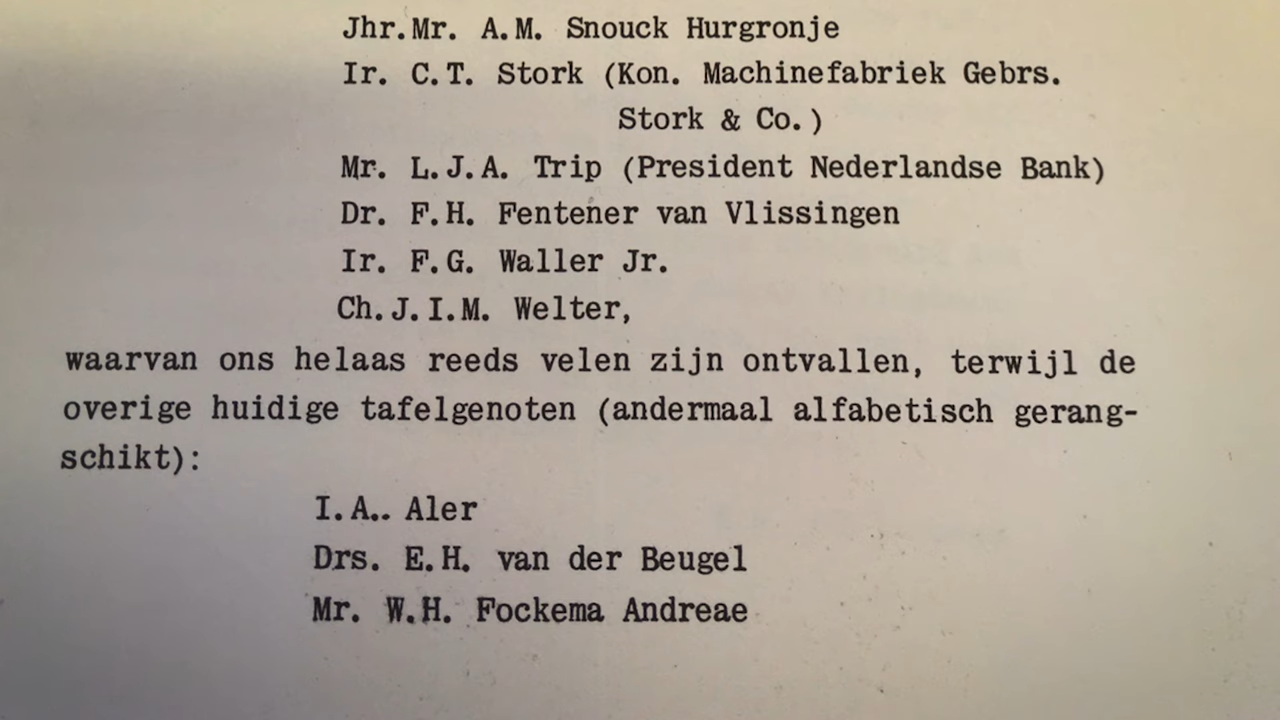 Jhr.Mr. A.M. Snouck Hurgronje
Ir. C.T. Stork (Kon. Machinefabriek Gebrs.
Stork & Co.)
Mr. L.J.A. Trip (President Nederlandse Bank)
Dr. F.H. Fentener van Vlissingen
Ir. F.G. Waller Jr.
Ch.J.I.M. Welter,
waarvan ons helaas reeds velen zijn ontvallen, terwijl de
overige huidige tafelgenoten (andermaal alfabetisch gerang-
schikt):
I.A.. Aler
Drs. E.H. van der Beugel
Mr. W.H. Fockema Andreae